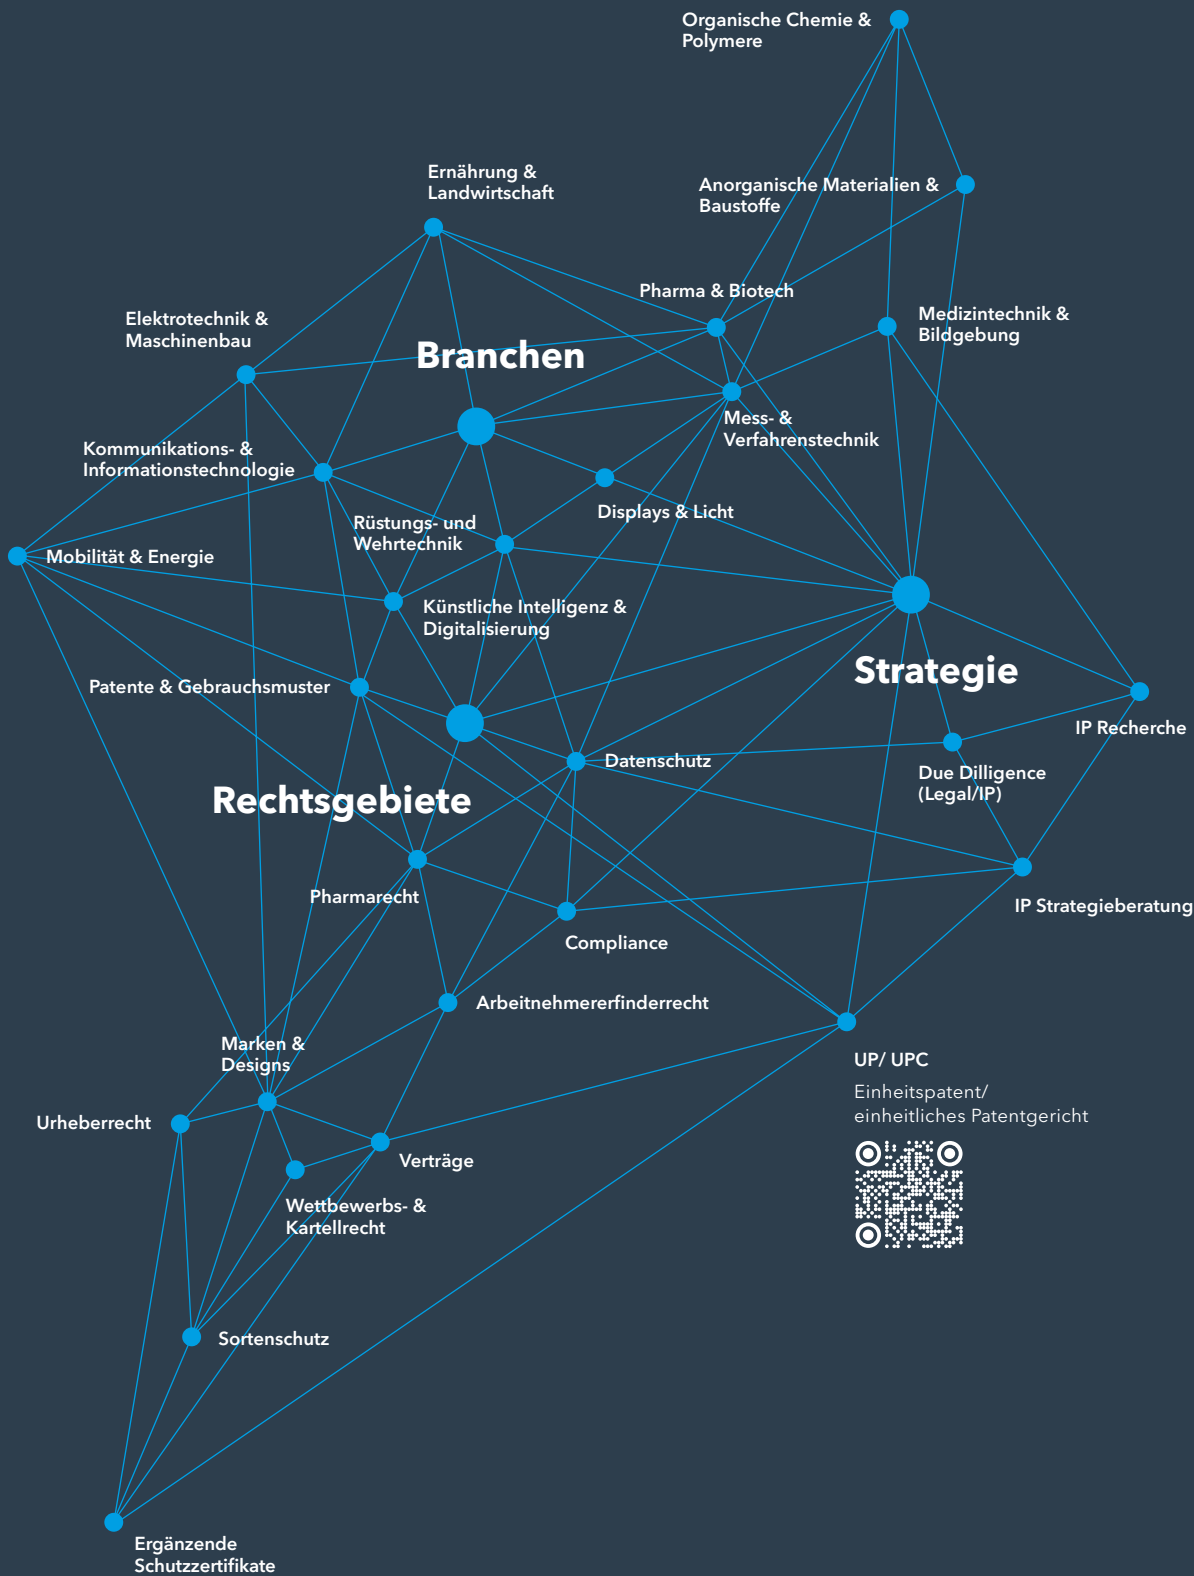 Organische Chemie &
Polymere
Ernährung &
Landwirtschaft
Anorganische Materialien &
Baustoffe
Pharma & Biotech
Elektrotechnik &
Maschinenbau
Medizintechnik &
Bildgebung
Branchen
Mess- &
Verfahrenstechnik
Kommunikations- &
Informationstechnologie
Displays & Licht
Rüstungs- und
Wehrtechnik
Mobilität & Energie
Künstliche Intelligenz &
Digitalisierung
Strategie
Patente & Gebrauchsmuster
IP Recherche
Datenschutz
Due Dilligence
(Legal/IP)
Rechtsgebiete
Pharmarecht
IP Strategieberatung
Compliance
Arbeitnehmererfinderrecht
Marken &
Designs
UP/ UPC
Einheitspatent/
einheitliches Patentgericht
Urheberrecht
Verträge
Wettbewerbs- &
Kartellrecht
Sortenschutz
Ergänzende
Schutzzertifikate